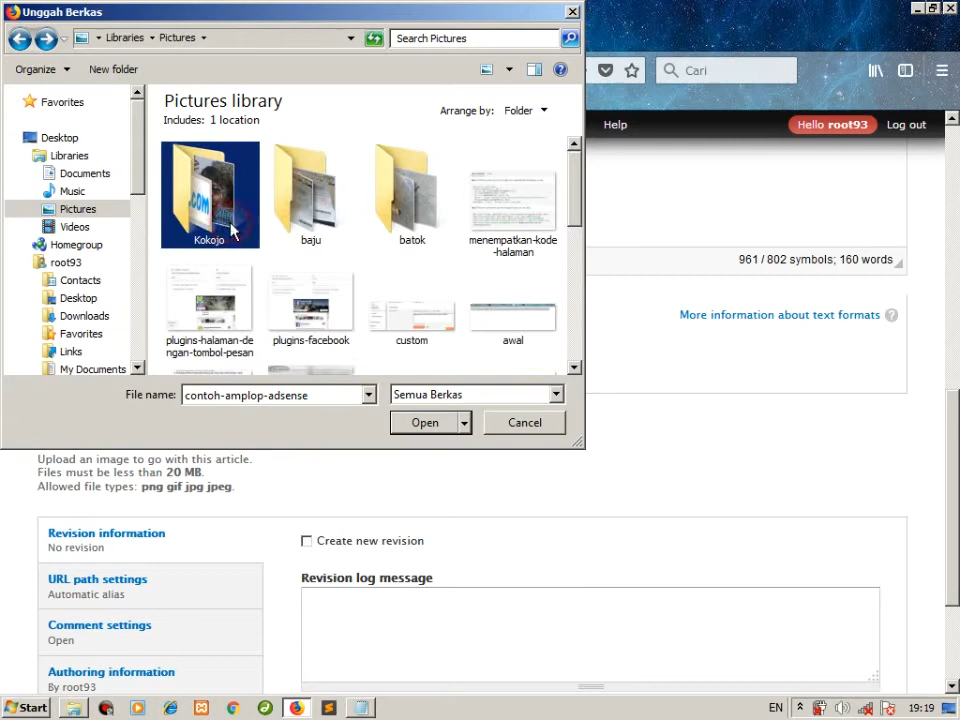 Unggah Berkas
Libraries Pictures
Search Pictures
Organize
New folder
Cari
Favorites
Pictures library
Includes: 1 location
Arrange by: Folder
Help
Hello root93
Log out
Desktop
Libraries
Documents
Music
Pictures
Videos
Homegroup
root93
Contacts
Desktop
Downloads
Favorites
Links
My Documents
.COM
Kokojo
baju
batok
menempatkan-kode
-halaman
961 / 802 symbols; 160 words
More information about text formats ?
plugins-halaman-de
ngan-tombol-pesan
plugins-facebook
custom
awal
File name:
contoh-amplop-adsense
Semua Berkas
Open
Cancel
Upload an image to go with this article.
Files must be less than 20 MB.
Allowed file types: png gif jpg jpeg.
Revision information
No revision
Create new revision
URL path settings
Automatic alias
Revision log message
Comment settings
Open
Authoring information
By root93
Start
EN
19:19